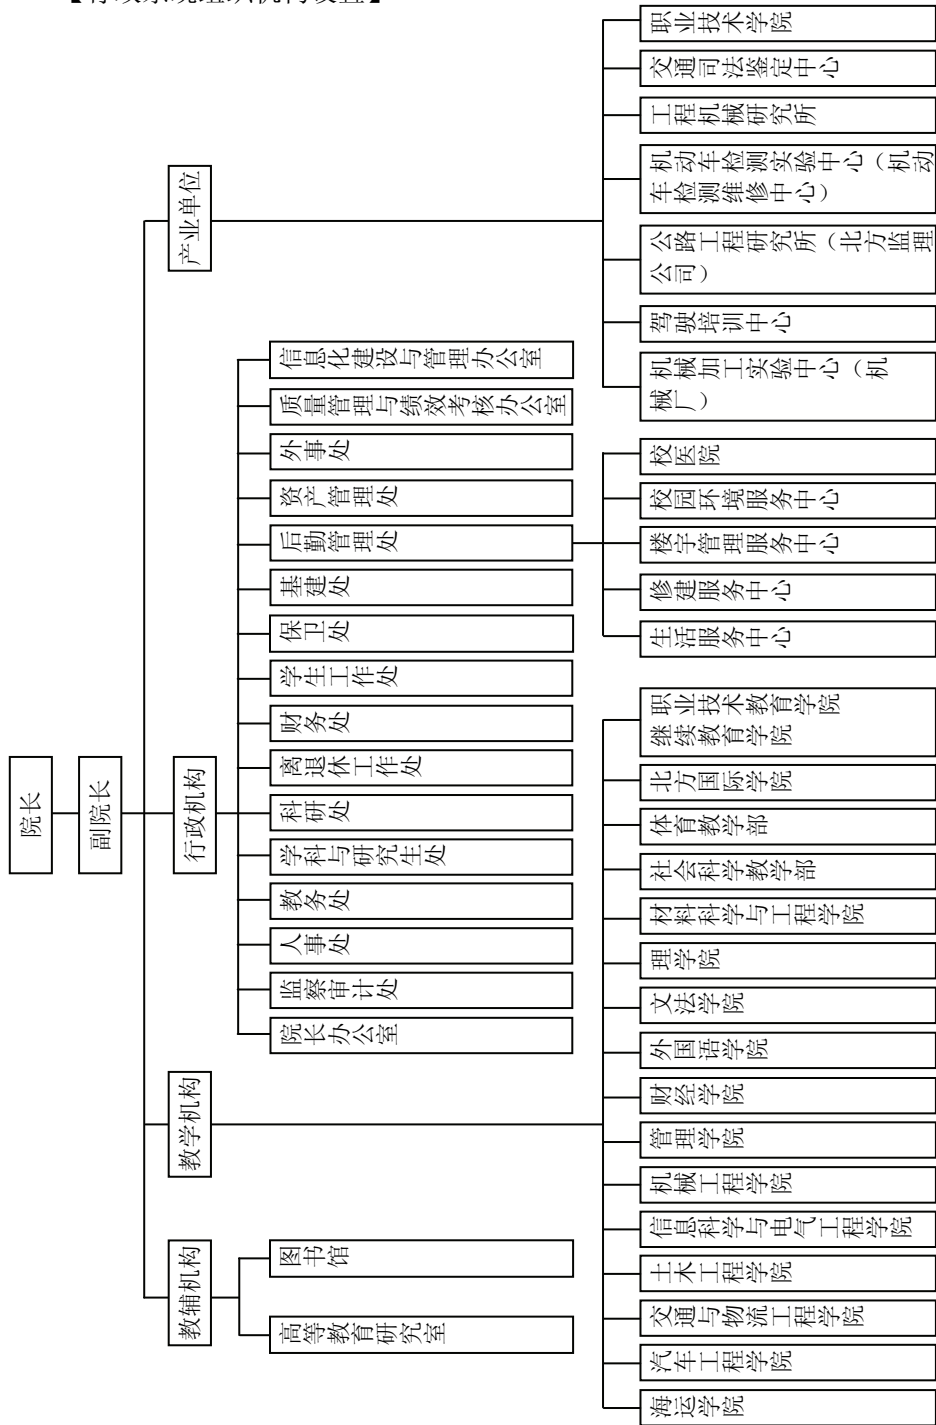 院长
副院长
教辅机构
教学机构
行政机构
产业单位
高等教育研究室
图书馆
院长办公室
监察审计处
人事处
教务处
学科与研究生处
科研处
离退休工作处
财务处
学生工作处
保卫处
基建处
后勤管理处
资产管理处
外事处
质量管理与绩效考核办公室
信息化建设与管理办公室
海运学院
汽车工程学院
交通与物流工程学院
土木工程学院
信息科学与电气工程学院
机械工程学院
管理学院
财经学院
外国语学院
文法学院
理学院
材料科学与工程学院
社会科学教学部
体育教学部
北方国际学院
职业技术教育学院
继续教育学院
生活服务中心
修建服务中心
楼宇管理服务中心
校园环境服务中心
校医院
机械加工实验中心（机
械厂）
驾驶培训中心
公路工程研究所（北方监理
公司）
机动车检测实验中心（机动
车检测维修中心）
工程机械研究所
交通司法鉴定中心
职业技术学院